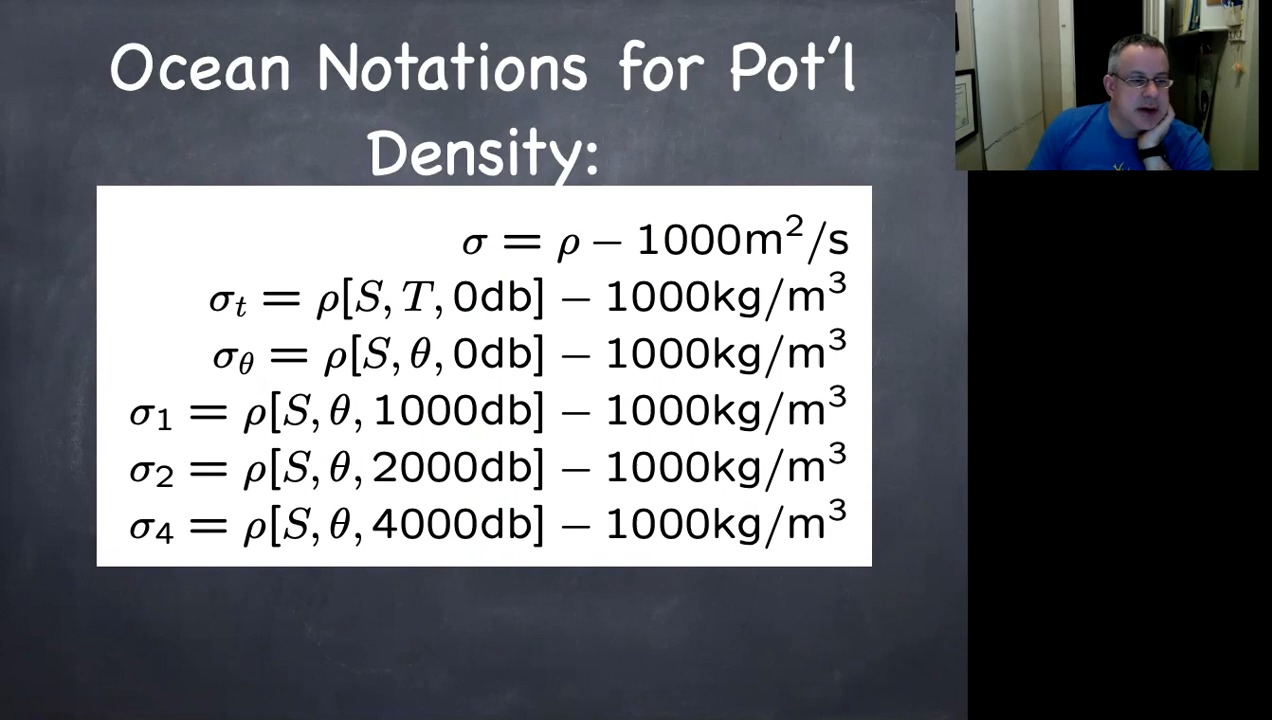 Ocean Notations for Pot'l
Density:
σ = ρ − 1000m²/s
σₜ = ρ[S, T, 0db] − 1000kg/m³
σ_θ = ρ[S, θ, 0db] − 1000kg/m³
σ₁ = ρ[S, θ, 1000db] − 1000kg/m³
σ₂ = ρ[S, θ, 2000db] − 1000kg/m³
σ₄ = ρ[S, θ, 4000db] − 1000kg/m³